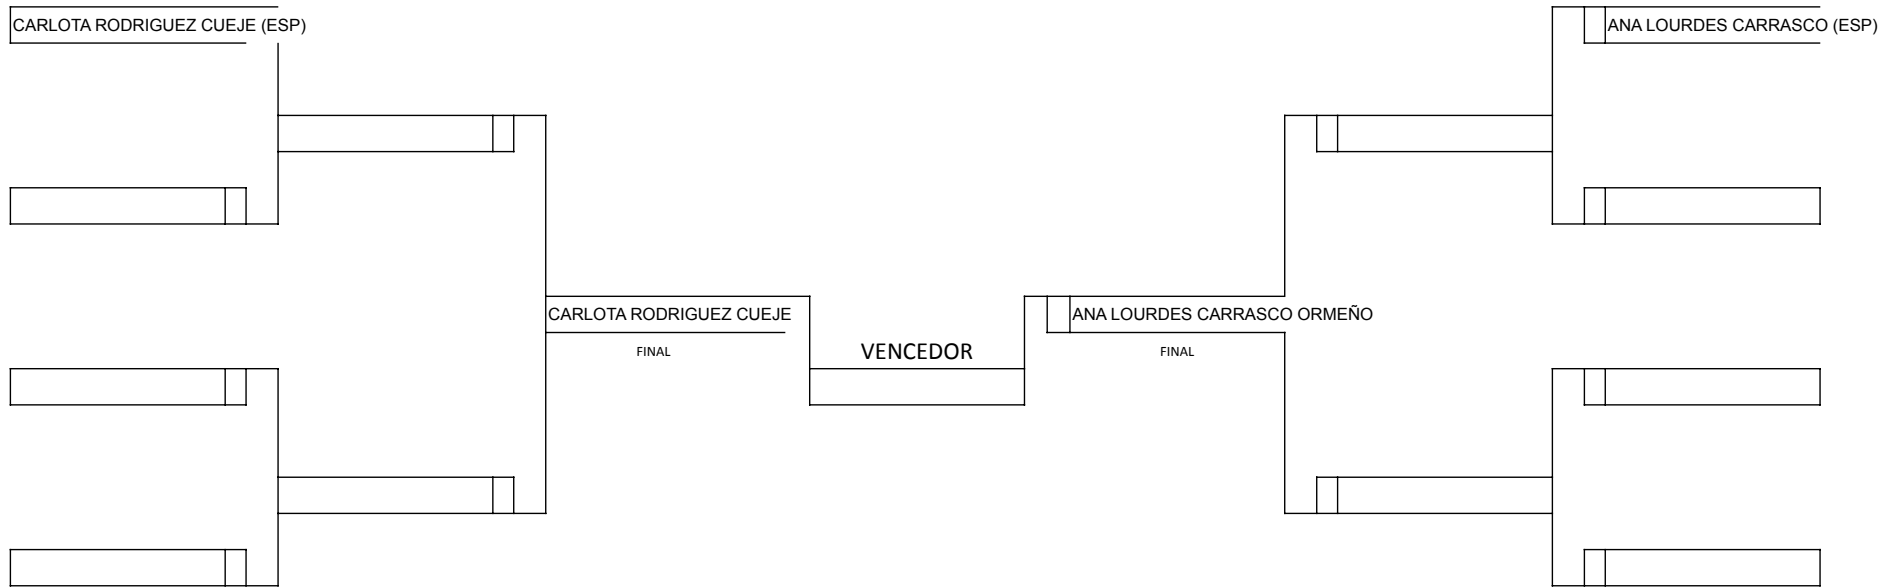 CARLOTA RODRIGUEZ CUEJE (ESP)
ANA LOURDES CARRASCO (ESP)
CARLOTA RODRIGUEZ CUEJE
ANA LOURDES CARRASCO ORMEÑO
FINAL
VENCEDOR
FINAL